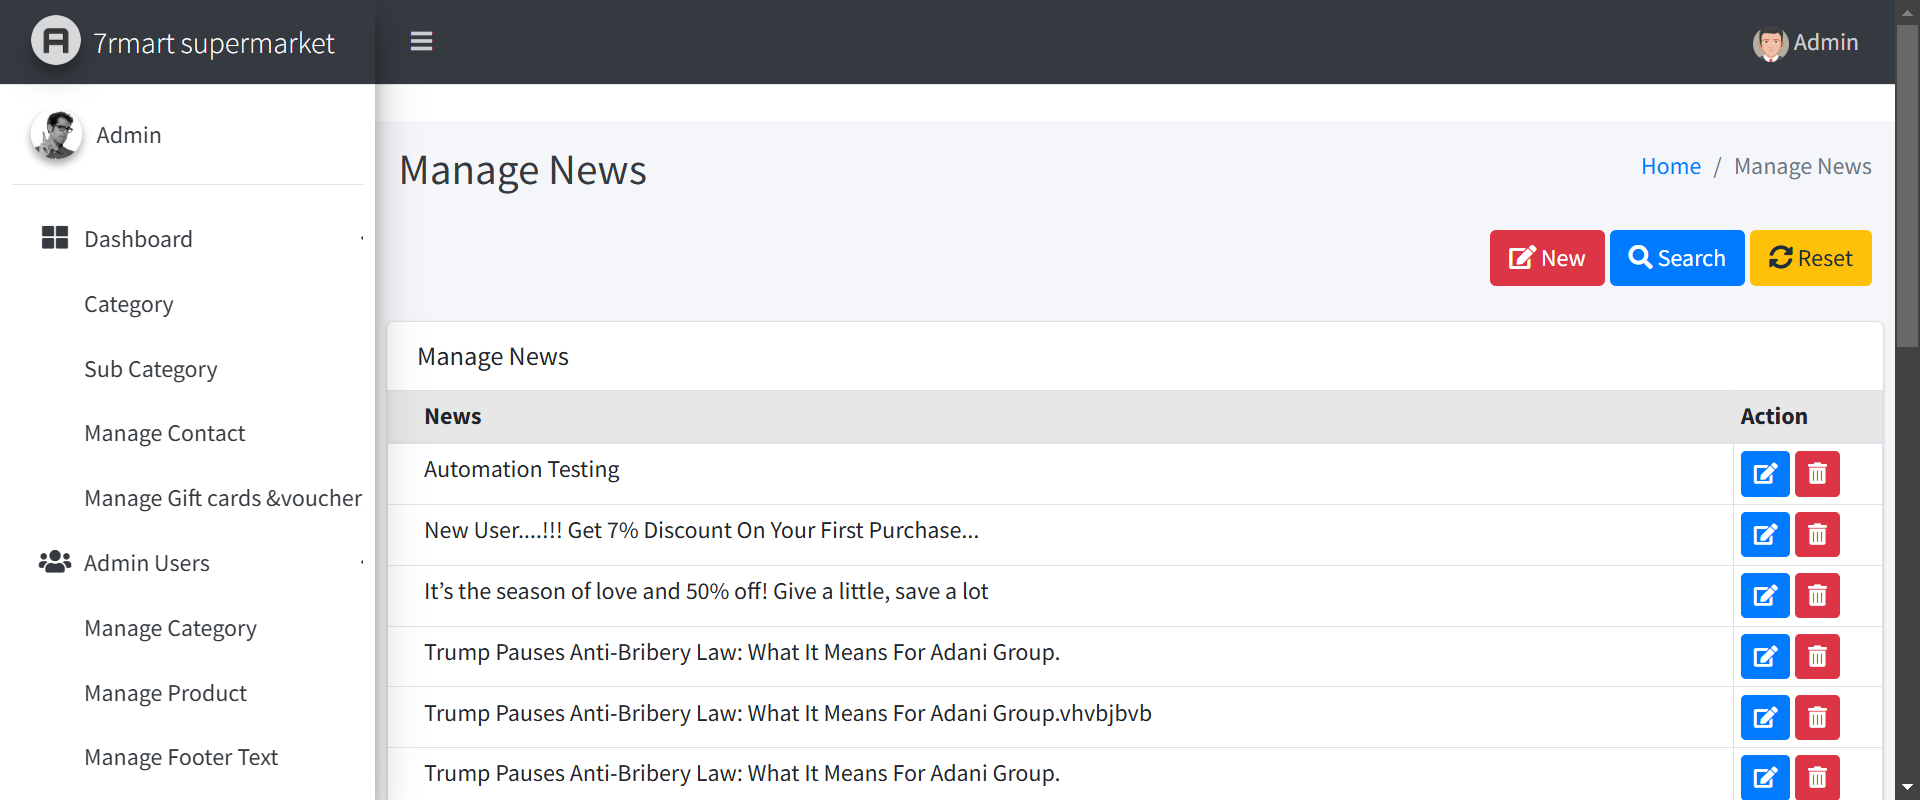 7rmart supermarket
Admin
Admin
Manage News
Home / Manage News
Dashboard
Category
Sub Category
Manage Contact
Manage Gift cards &voucher
Admin Users
Manage Category
Manage Product
Manage Footer Text
New
Search
Reset
Manage News
News
Action
Automation Testing
New User....!!! Get 7% Discount On Your First Purchase...
It’s the season of love and 50% off! Give a little, save a lot
Trump Pauses Anti-Bribery Law: What It Means For Adani Group.
Trump Pauses Anti-Bribery Law: What It Means For Adani Group.vhvbjbvb
Trump Pauses Anti-Bribery Law: What It Means For Adani Group.